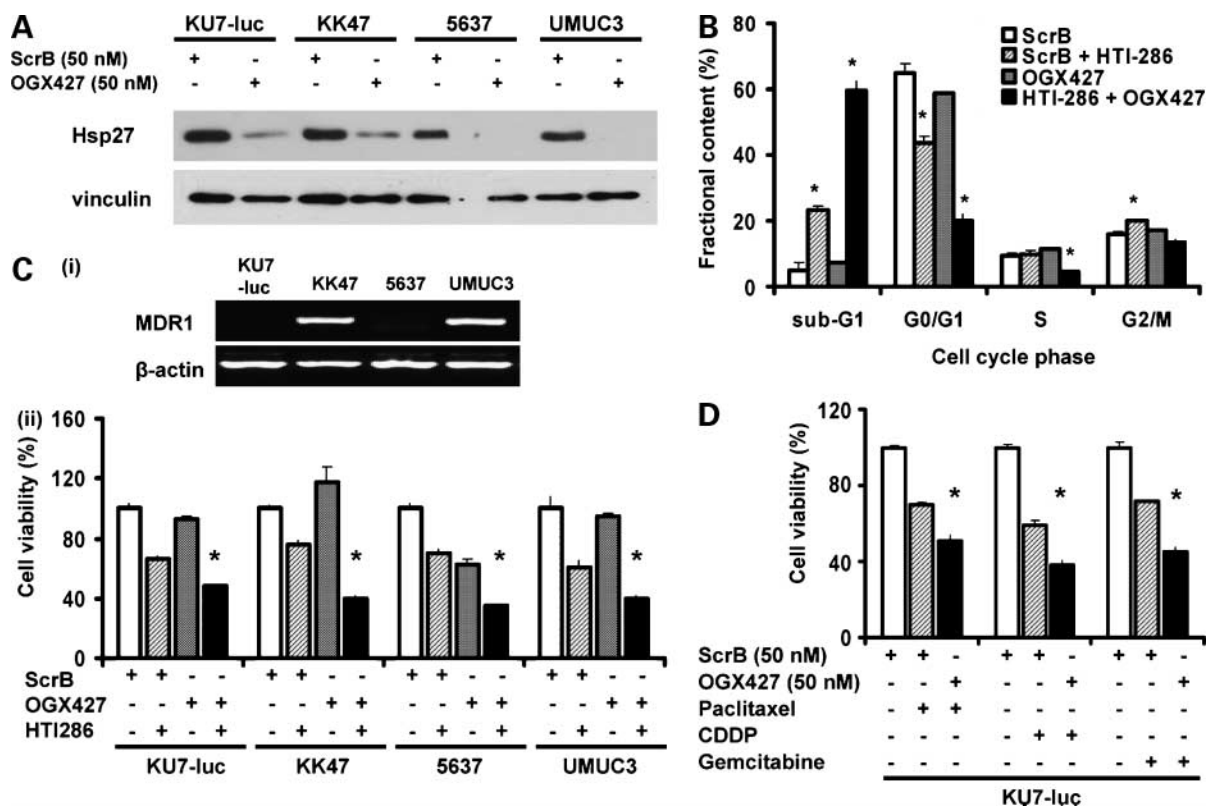 A
KU7-luc KK47 5637 UMUC3
ScrB (50 nM) + - + - + - + -
OGX427 (50 nM) - + - + - + - +
Hsp27
vinculin
B
Fractional content (%)
80
60
40
20
0
ScrB
ScrB + HTI-286
OGX427
HTI-286 + OGX427
* * * * * * *
sub-G1 G0/G1 S G2/M
Cell cycle phase
C (i)
KU7
-luc KK47 5637 UMUC3
MDR1
β-actin
(ii)
Cell viability (%)
160
120
80
40
0
* * * *
ScrB + + - - + + - - + + - - + + - -
OGX427 - - + + - - + + - - + + - - + +
HTI286 - + - + - + - + - + - + - + - +
KU7-luc KK47 5637 UMUC3
D
Cell viability (%)
120
80
40
0
* * *
ScrB (50 nM) + + - + + - + + -
OGX427 (50 nM) - - + - - + - - +
Paclitaxel - + + - - - - - -
CDDP - - - - + + - - -
Gemcitabine - - - - - - - + +
KU7-luc